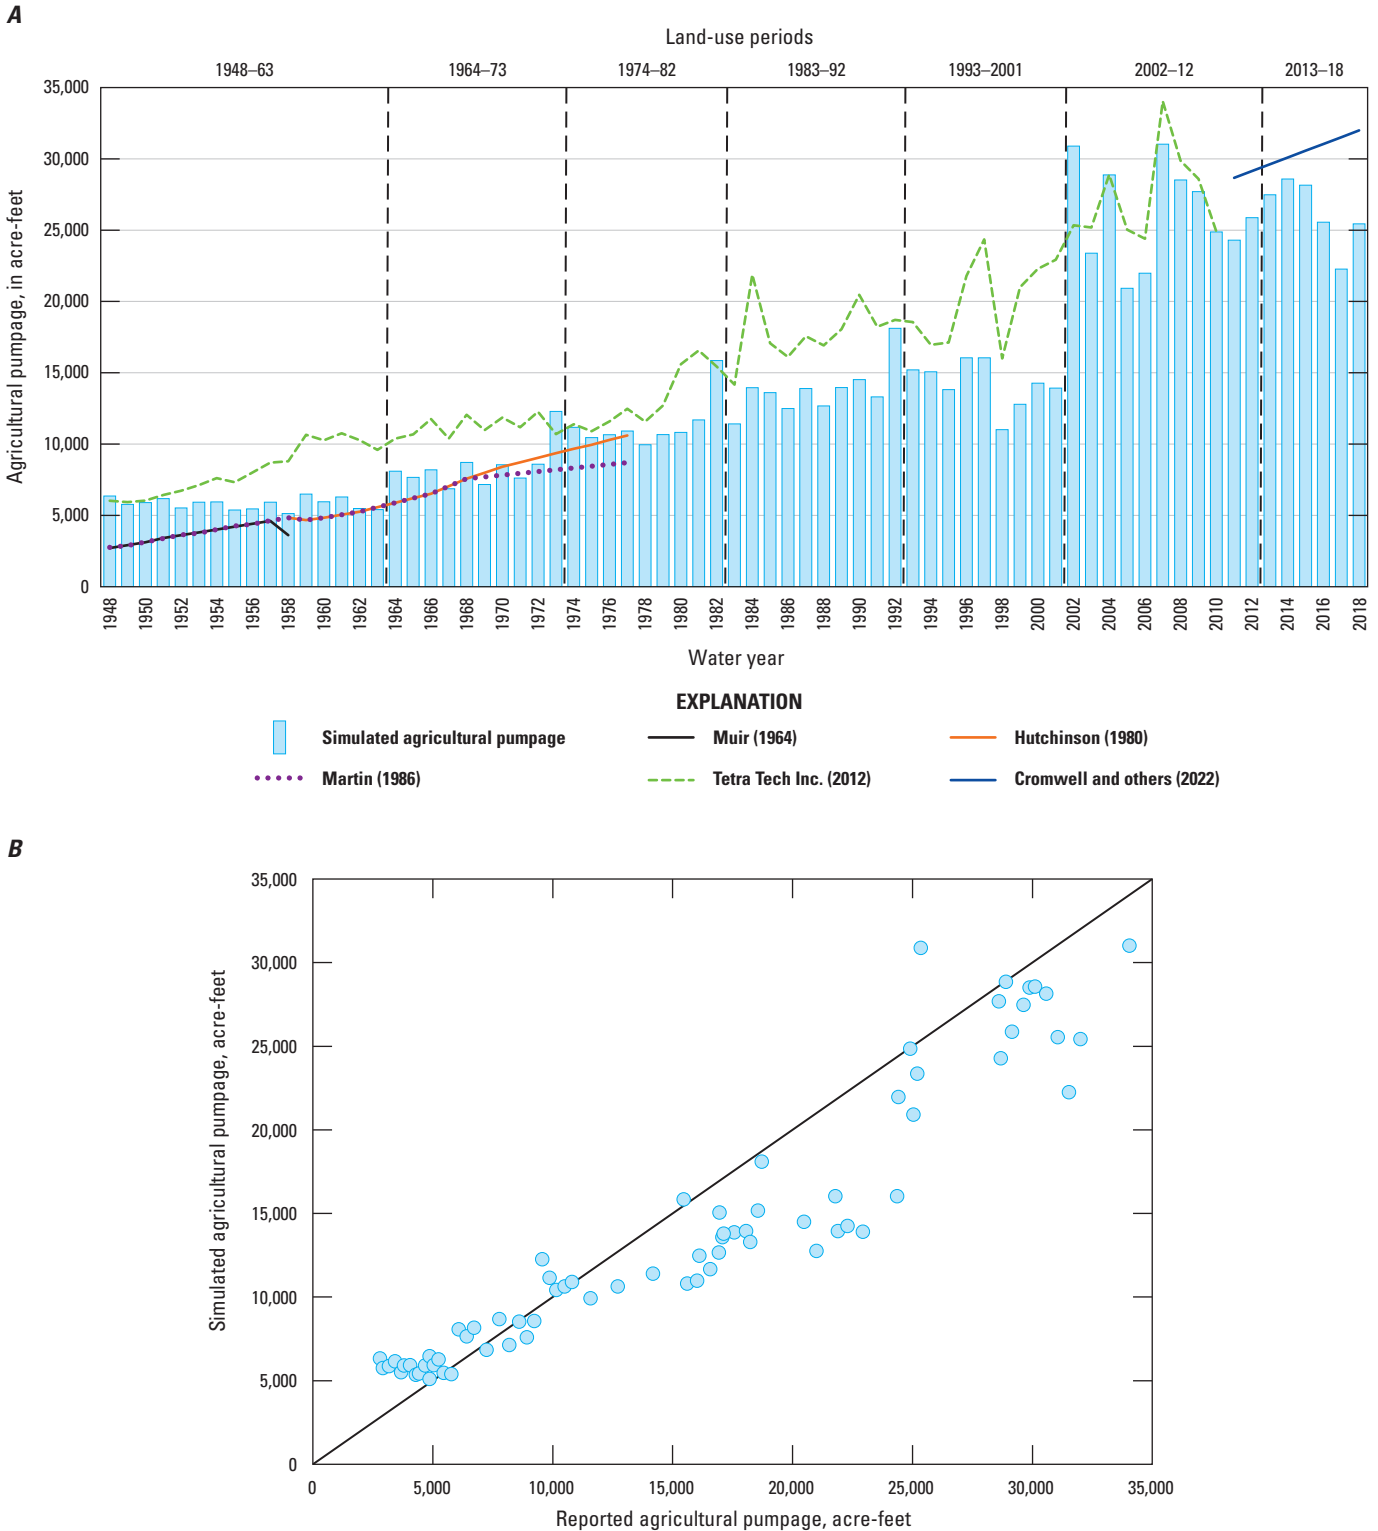 A
Land-use periods
1948–63 1964–73 1974–82 1983–92 1993–2001 2002–12 2013–18
Agricultural pumpage, in acre-feet
35,000
30,000
25,000
20,000
15,000
10,000
5,000
0
1948 1950 1952 1954 1956 1958 1960 1962 1964 1966 1968 1970 1972 1974 1976 1978 1980 1982 1984 1986 1988 1990 1992 1994 1996 1998 2000 2002 2004 2006 2008 2010 2012 2014 2016 2018
Water year
EXPLANATION
Simulated agricultural pumpage Muir (1964) Hutchinson (1980)
Martin (1986) Tetra Tech Inc. (2012) Cromwell and others (2022)
B
Simulated agricultural pumpage, acre-feet
35,000
30,000
25,000
20,000
15,000
10,000
5,000
0
0 5,000 10,000 15,000 20,000 25,000 30,000 35,000
Reported agricultural pumpage, acre-feet